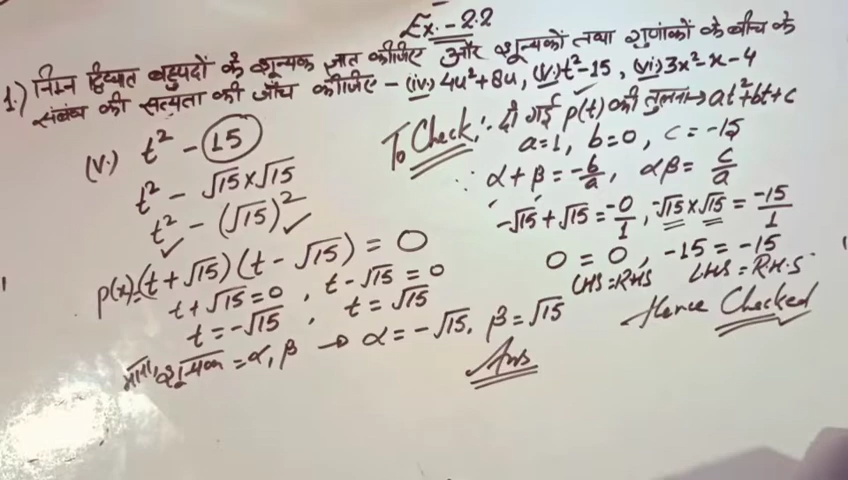 Ex. - 2.2
1.) निम्न द्विघात बहुपदों के शून्यक ज्ञात कीजिए और शून्यकों तथा गुणांकों के बीच के
संबंध की सत्यता की जाँच कीजिए - (iv.) 4u² + 8u, (v.) t² - 15, (vi.) 3x² - x - 4
(v.) t² - 15
t² - √15 × √15
t² - (√15)²
p(x) = (t + √15) (t - √15) = 0
t + √15 = 0 , t - √15 = 0
t = -√15 , t = √15
माना, शून्यक = α, β → α = -√15, β = √15
Ans
To Check: दी गई p(t) की तुलना → at² + bt + c
a = 1, b = 0, c = -15
∵ α + β = -b/a, αβ = c/a
-√15 + √15 = -0/1, -√15 × √15 = -15/1
0 = 0, -15 = -15
LHS = RHS LHS = R.H.S.
Hence Checked